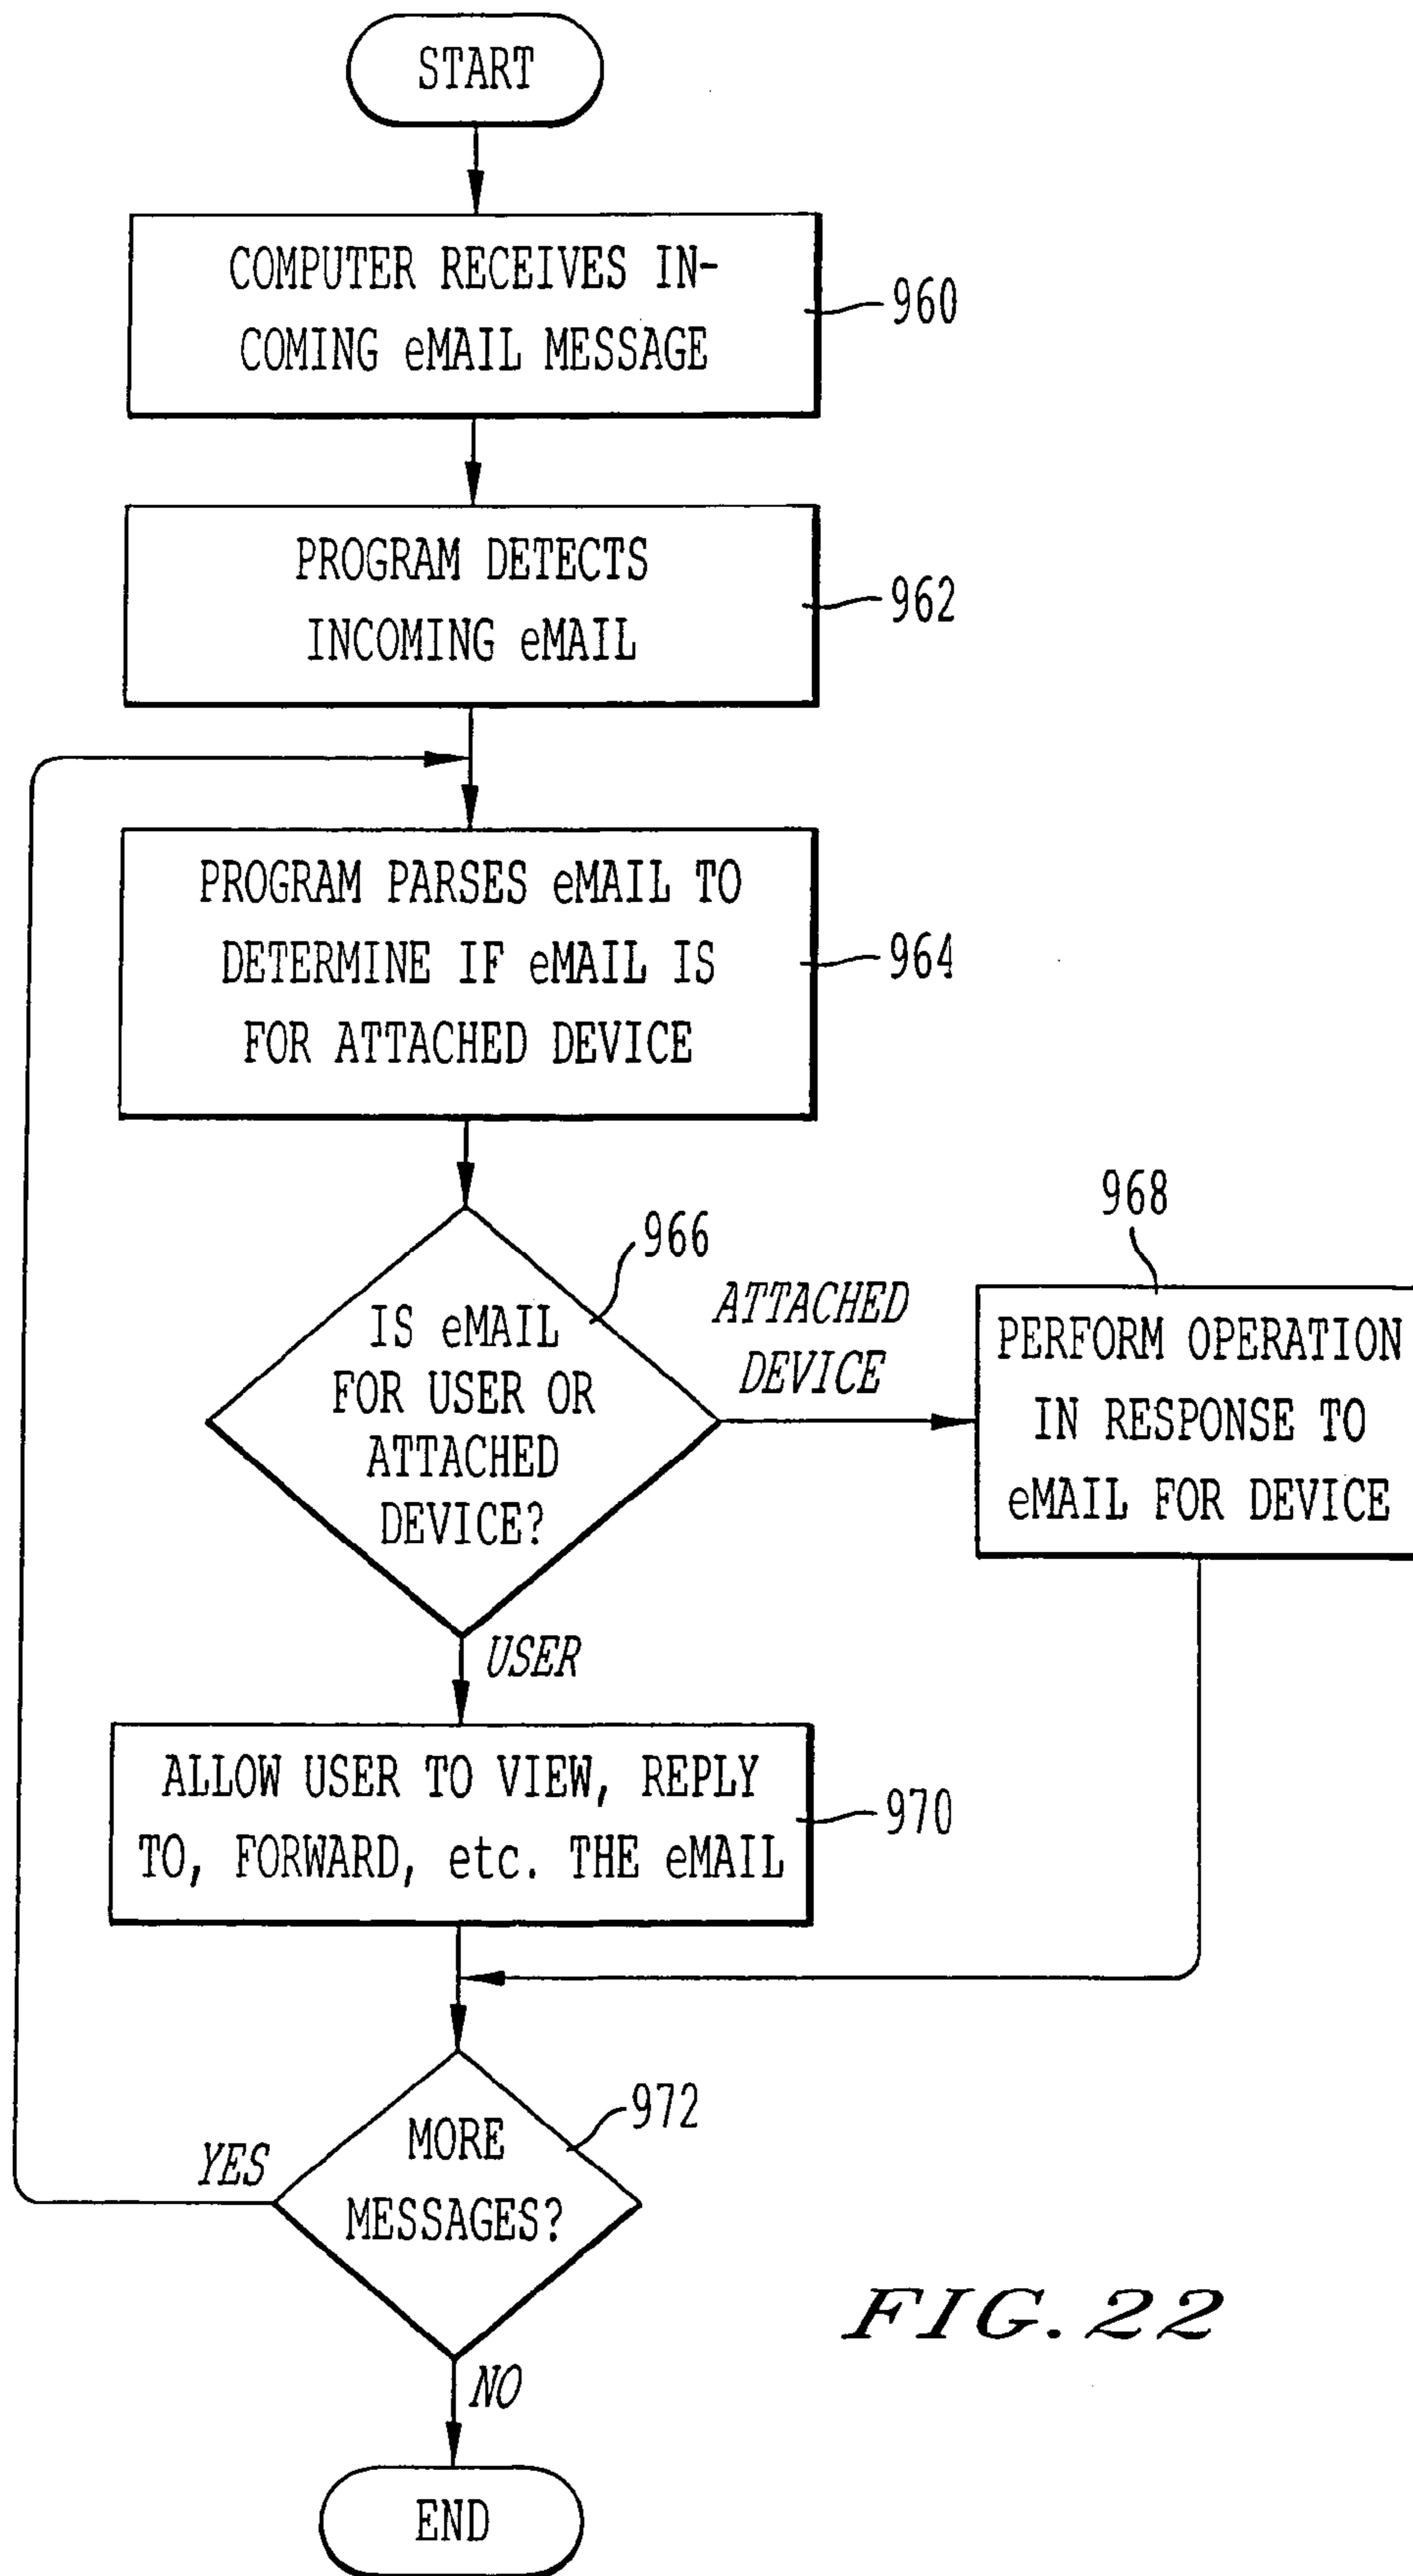 START
COMPUTER RECEIVES IN-
COMING eMAIL MESSAGE
960
PROGRAM DETECTS
INCOMING eMAIL
962
PROGRAM PARSES eMAIL TO
DETERMINE IF eMAIL IS
FOR ATTACHED DEVICE
964
966
IS eMAIL
FOR USER OR
ATTACHED
DEVICE?
ATTACHED
DEVICE
968
PERFORM OPERATION
IN RESPONSE TO
eMAIL FOR DEVICE
USER
ALLOW USER TO VIEW, REPLY
TO, FORWARD, etc. THE eMAIL
970
972
MORE
MESSAGES?
YES
NO
END
FIG. 22